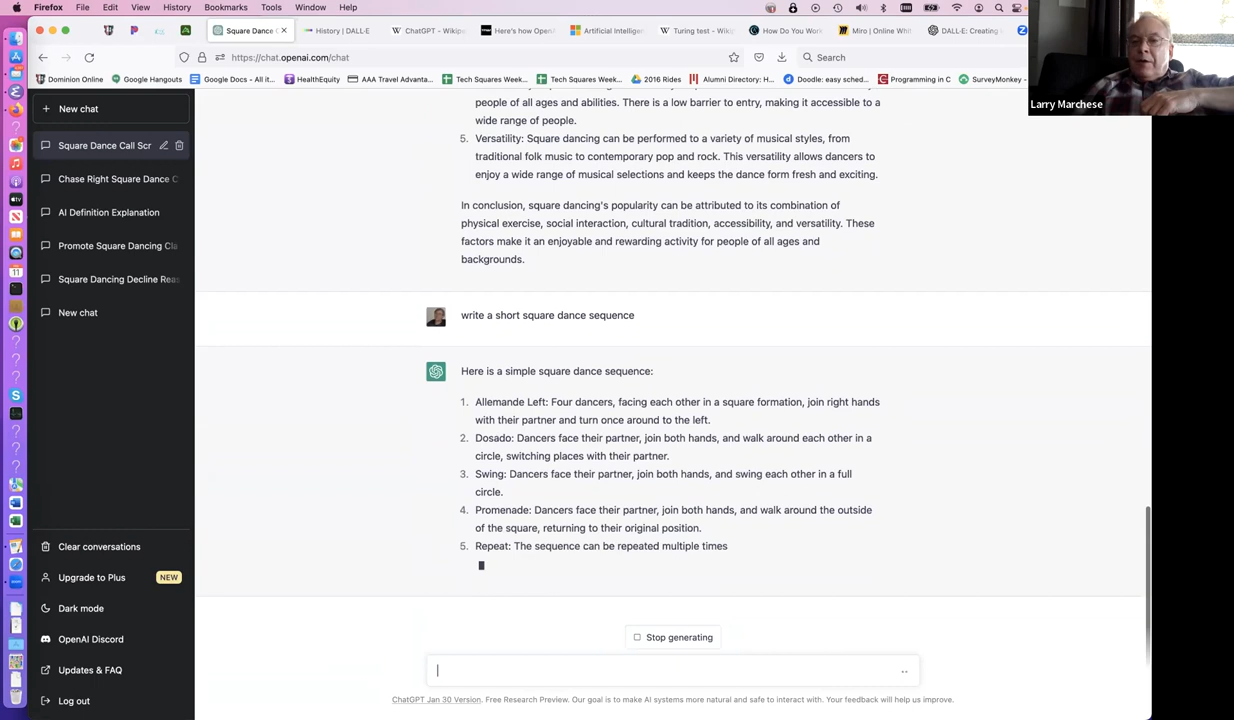 Firefox File Edit View History Bookmarks Tools Window Help
Square Dance C
History | DALL·E
ChatGPT - Wikip
Here's how Open
Artificial Intellige
Turing test - Wiki
How Do You Work
Miro | Online Whit
DALL·E: Creating
https://chat.openai.com/chat
Search
Dominion Online
Google Hangouts
Google Docs - All it...
HealthEquity
AAA Travel Advanta...
Tech Squares Week...
Tech Squares Week...
2016 Rides
Alumni Directory: H...
Doodle: easy sched...
Programming in C
SurveyMonkey
Larry Marchese
+ New chat
Square Dance Call Scr
Chase Right Square Dance C
AI Definition Explanation
Promote Square Dancing Cla
Square Dancing Decline Reas
New chat
Clear conversations
Upgrade to Plus NEW
Dark mode
OpenAI Discord
Updates & FAQ
Log out
people of all ages and abilities. There is a low barrier to entry, making it accessible to a
wide range of people.
5. Versatility: Square dancing can be performed to a variety of musical styles, from
traditional folk music to contemporary pop and rock. This versatility allows dancers to
enjoy a wide range of musical selections and keeps the dance form fresh and exciting.
In conclusion, square dancing's popularity can be attributed to its combination of
physical exercise, social interaction, cultural tradition, accessibility, and versatility. These
factors make it an enjoyable and rewarding activity for people of all ages and
backgrounds.
write a short square dance sequence
Here is a simple square dance sequence:
1. Allemande Left: Four dancers, facing each other in a square formation, join right hands
with their partner and turn once around to the left.
2. Dosado: Dancers face their partner, join both hands, and walk around each other in a
circle, switching places with their partner.
3. Swing: Dancers face their partner, join both hands, and swing each other in a full
circle.
4. Promenade: Dancers face their partner, join both hands, and walk around the outside
of the square, returning to their original position.
5. Repeat: The sequence can be repeated multiple times
Stop generating
ChatGPT Jan 30 Version. Free Research Preview. Our goal is to make AI systems more natural and safe to interact with. Your feedback will help us improve.